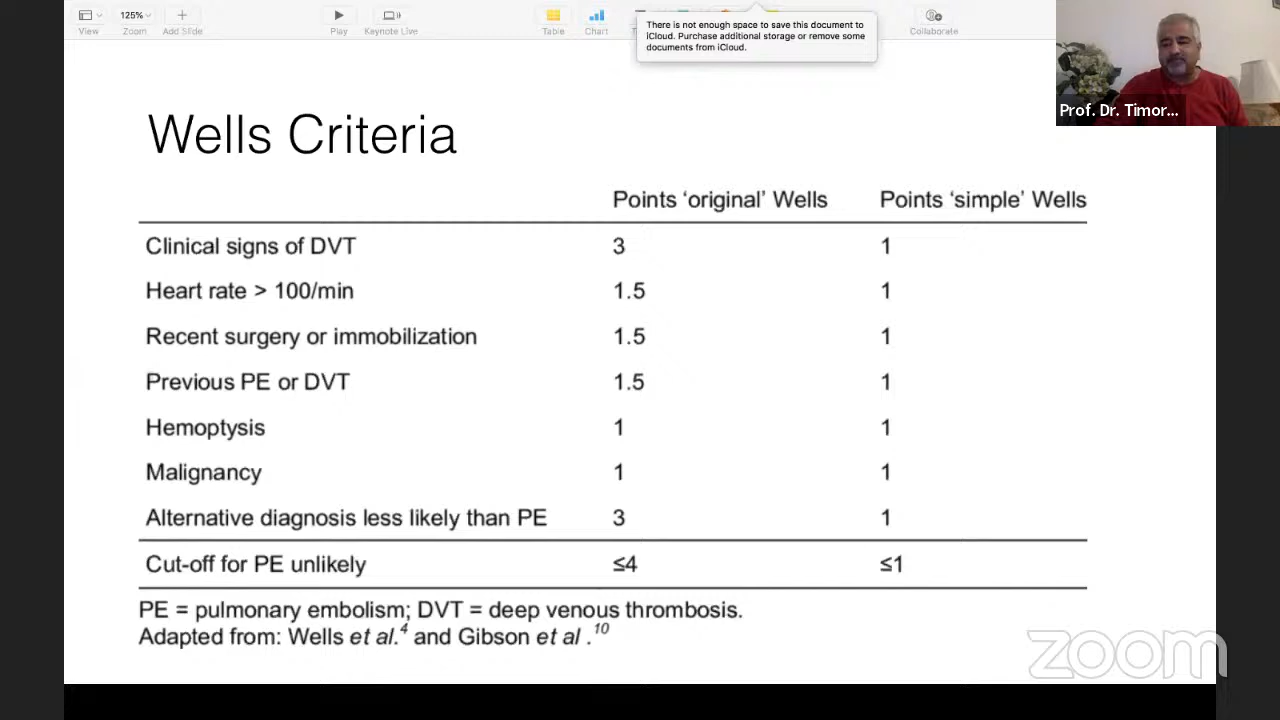 125%
View
Zoom
Add Slide
Play
Keynote Live
Table
Chart
Collaborate
There is not enough space to save this document to
iCloud. Purchase additional storage or remove some
documents from iCloud.
Prof. Dr. Timor...
Wells Criteria
Points ‘original’ Wells Points ‘simple’ Wells
Clinical signs of DVT 3 1
Heart rate > 100/min 1.5 1
Recent surgery or immobilization 1.5 1
Previous PE or DVT 1.5 1
Hemoptysis 1 1
Malignancy 1 1
Alternative diagnosis less likely than PE 3 1
Cut-off for PE unlikely ≤4 ≤1
PE = pulmonary embolism; DVT = deep venous thrombosis.
Adapted from: Wells et al.4 and Gibson et al .10
zoom